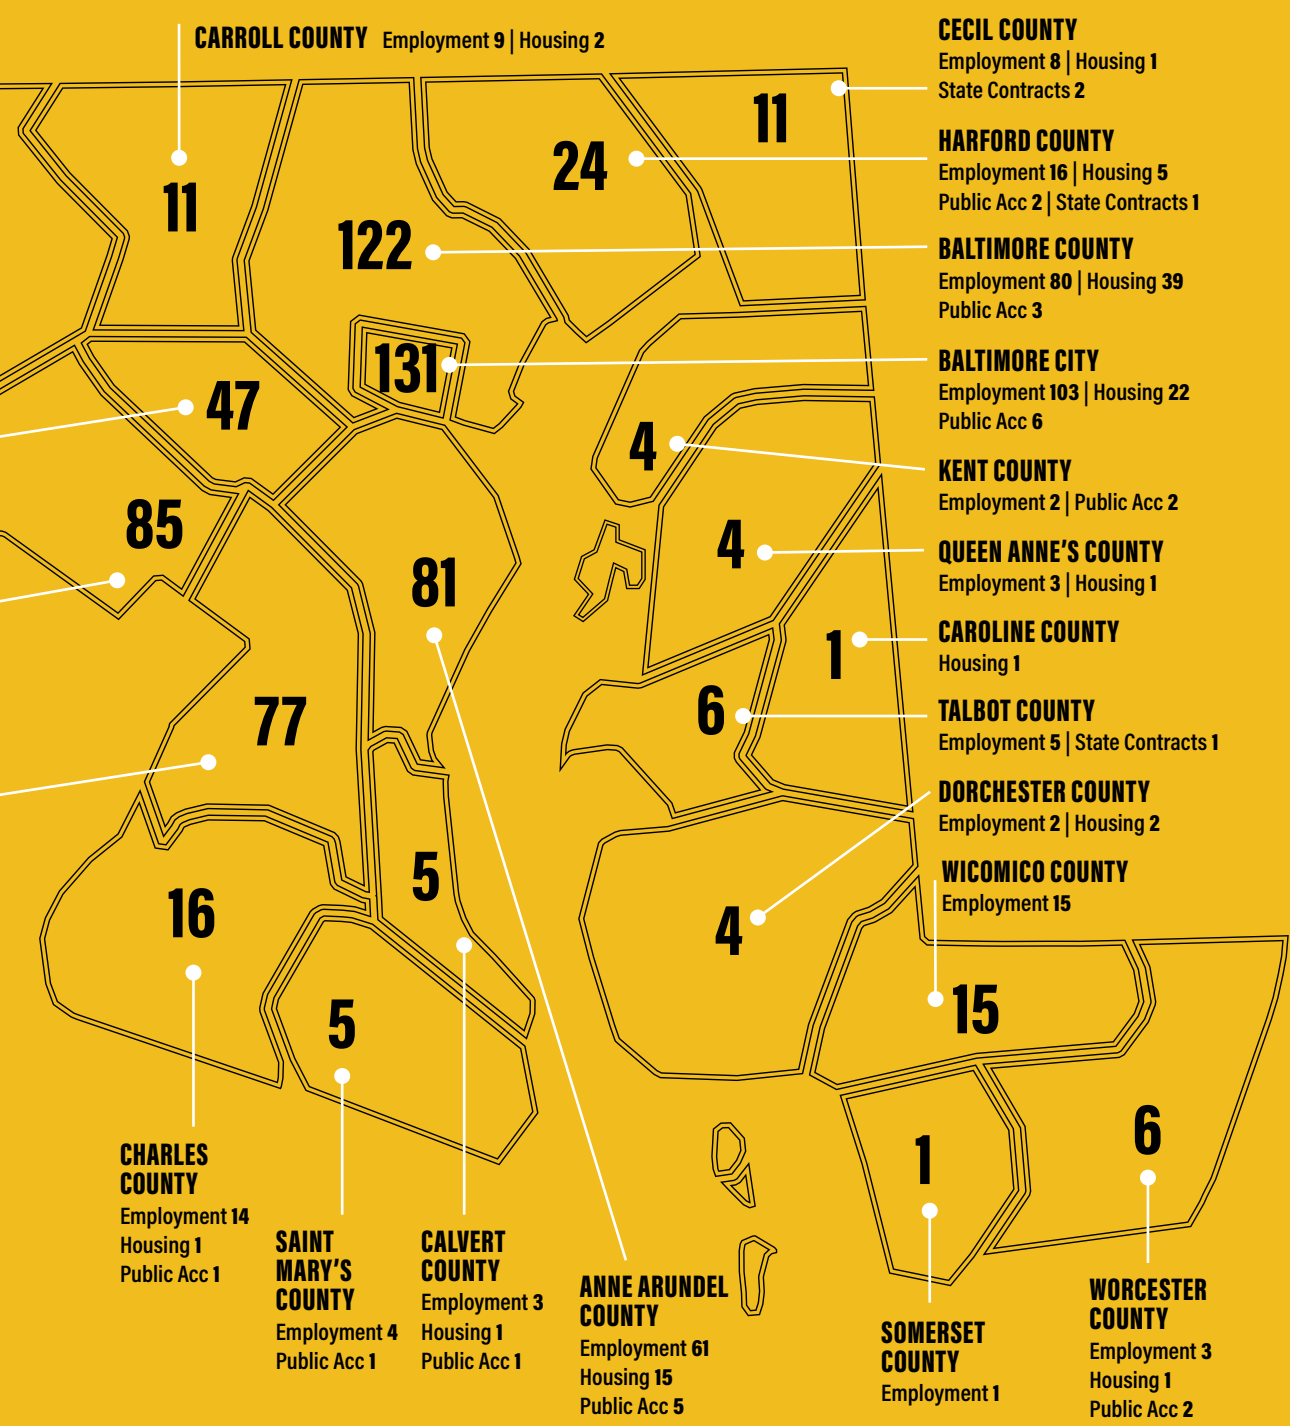 CARROLL COUNTY Employment 9 | Housing 2
CECIL COUNTY
Employment 8 | Housing 1
State Contracts 2
11
HARFORD COUNTY
Employment 16 | Housing 5
Public Acc 2 | State Contracts 1
24
11
122
BALTIMORE COUNTY
Employment 80 | Housing 39
Public Acc 3
131
BALTIMORE CITY
Employment 103 | Housing 22
Public Acc 6
47
4
KENT COUNTY
Employment 2 | Public Acc 2
85
4
QUEEN ANNE'S COUNTY
Employment 3 | Housing 1
81
1
CAROLINE COUNTY
Housing 1
77
6
TALBOT COUNTY
Employment 5 | State Contracts 1
DORCHESTER COUNTY
Employment 2 | Housing 2
5
16
4
WICOMICO COUNTY
Employment 15
5
15
1
6
CHARLES
COUNTY
Employment 14
Housing 1
Public Acc 1
SAINT
MARY'S
COUNTY
Employment 4
Public Acc 1
CALVERT
COUNTY
Employment 3
Housing 1
Public Acc 1
ANNE ARUNDEL
COUNTY
Employment 61
Housing 15
Public Acc 5
SOMERSET
COUNTY
Employment 1
WORCESTER
COUNTY
Employment 3
Housing 1
Public Acc 2